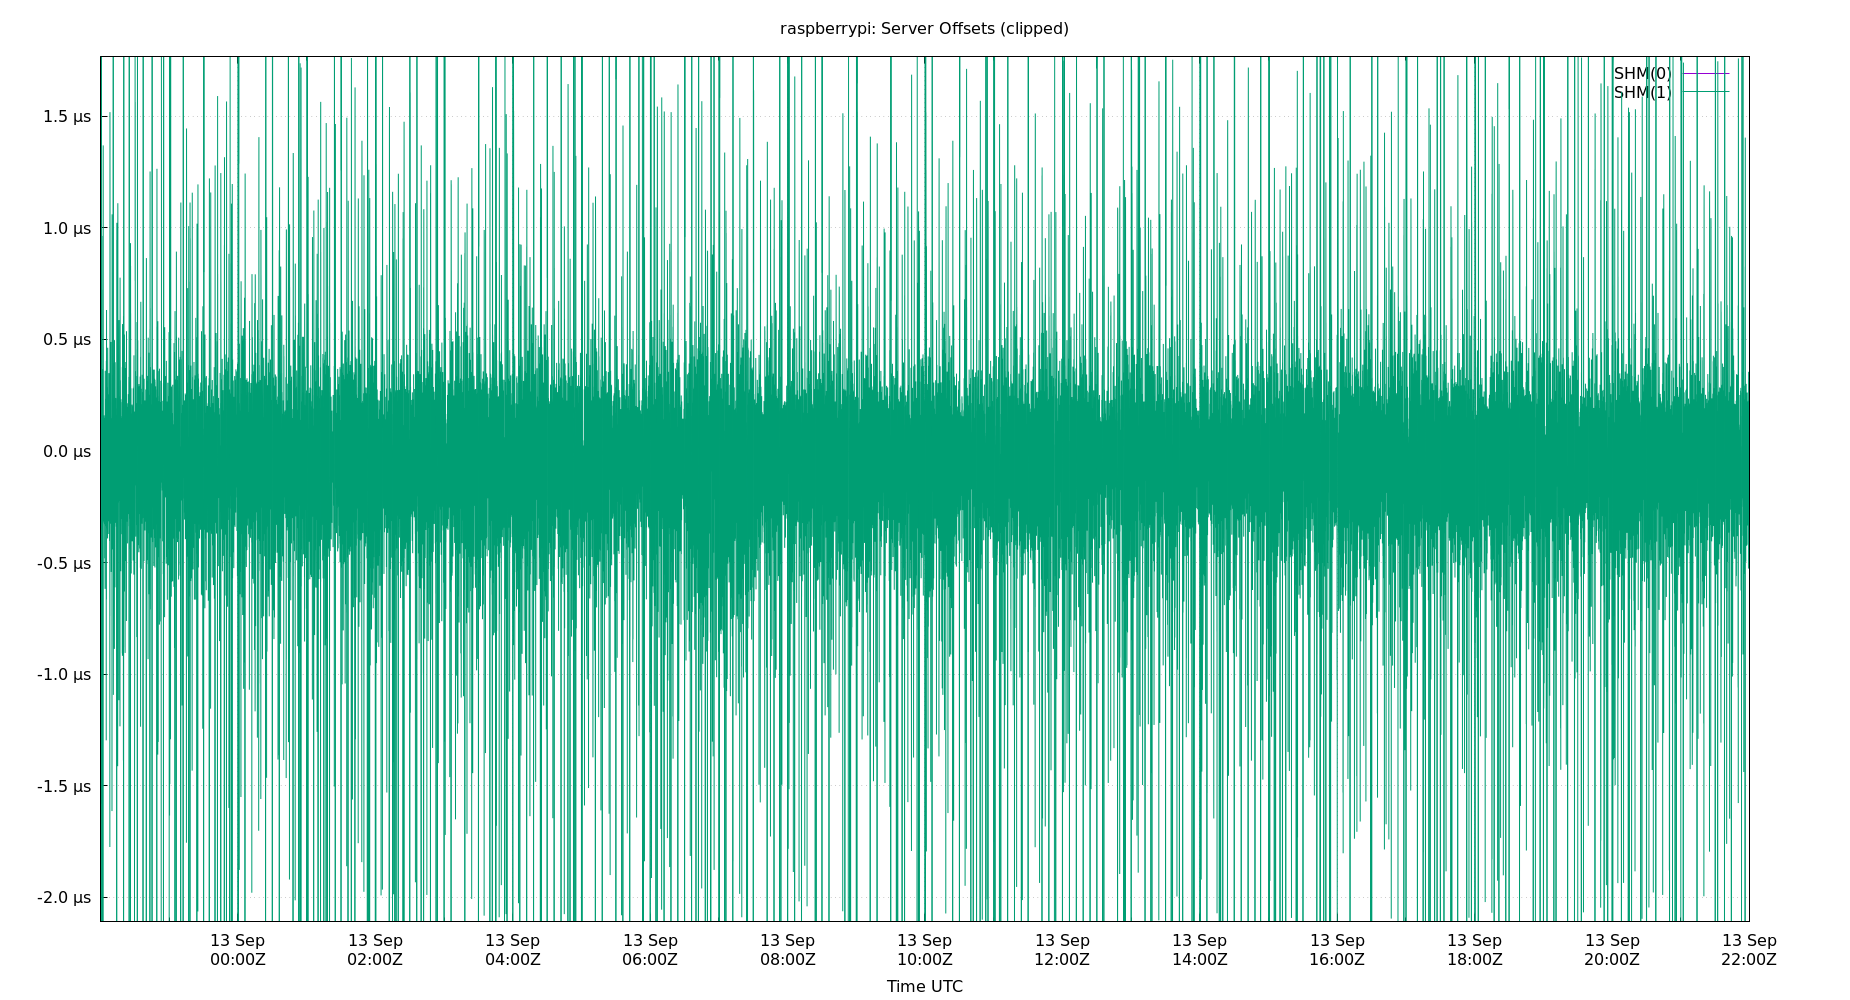 raspberrypi: Server Offsets (clipped)
SHM(0)
SHM(1)
1.5 µs
1.0 µs
0.5 µs
0.0 µs
-0.5 µs
-1.0 µs
-1.5 µs
-2.0 µs
13 Sep 13 Sep 13 Sep 13 Sep 13 Sep 13 Sep 13 Sep 13 Sep 13 Sep 13 Sep 13 Sep 13 Sep
00:00Z 02:00Z 04:00Z 06:00Z 08:00Z 10:00Z 12:00Z 14:00Z 16:00Z 18:00Z 20:00Z 22:00Z
Time UTC